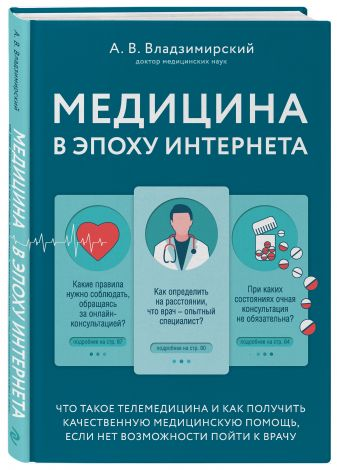 А. В. Владзимирский
доктор медицинских наук
МЕДИЦИНА
В ЭПОХУ ИНТЕРНЕТА
Какие правила
нужно соблюдать,
обращаясь
за онлайн-
консультацией?
подробнее на стр. 67
Как определить
на расстоянии,
что врач – опытный
специалист?
подробнее на стр. 90
При каких
состояниях очная
консультация
не обязательна?
подробнее на стр. 64
ЧТО ТАКОЕ ТЕЛЕМЕДИЦИНА И КАК ПОЛУЧИТЬ
КАЧЕСТВЕННУЮ МЕДИЦИНСКУЮ ПОМОЩЬ,
ЕСЛИ НЕТ ВОЗМОЖНОСТИ ПОЙТИ К ВРАЧУ
А. В. Владзимирский
МЕДИЦИНА В ЭПОХУ ИНТЕРНЕТА